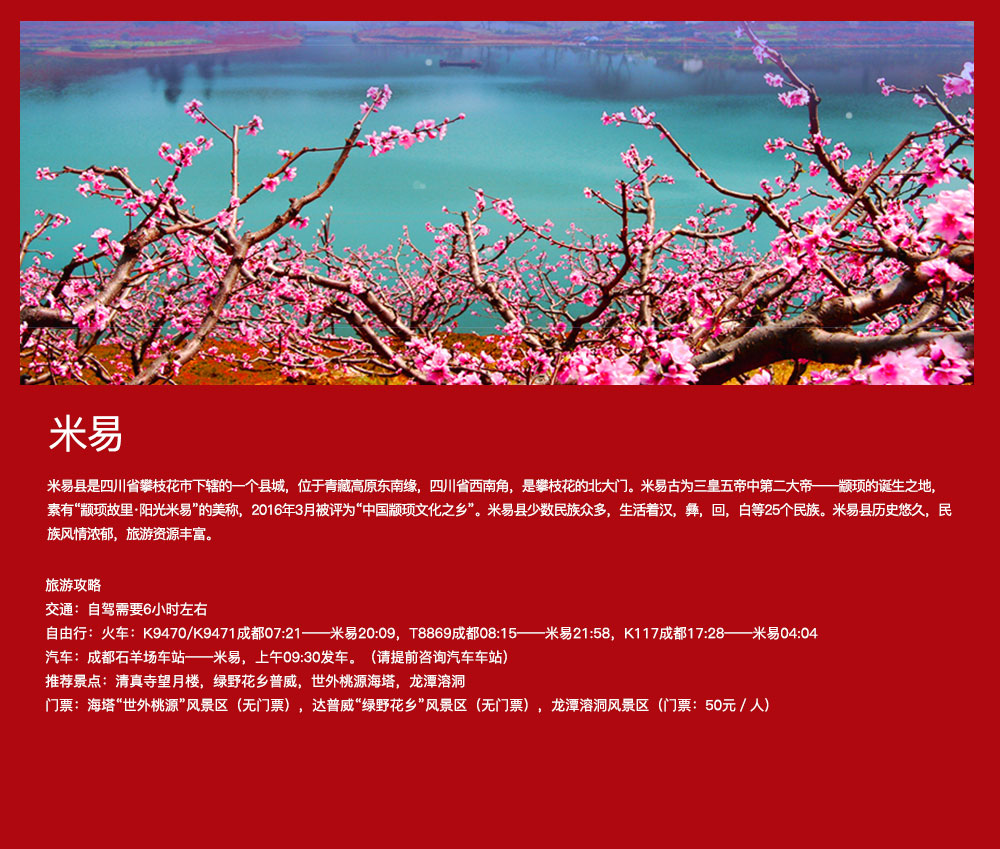 米易
米易县是四川省攀枝花市下辖的一个县城，位于青藏高原东南缘，四川省西南角，是攀枝花的北大门。米易古为三皇五帝中第二大帝——颛顼的诞生之地，
素有“颛顼故里·阳光米易”的美称，2016年3月被评为“中国颛顼文化之乡”。米易县少数民族众多，生活着汉，彝，回，白等25个民族。米易县历史悠久，民
族风情浓郁，旅游资源丰富。
旅游攻略
交通：自驾需要6小时左右
自由行：火车：K9470/K9471成都07:21——米易20:09，T8869成都08:15——米易21:58，K117成都17:28——米易04:04
汽车：成都石羊场车站——米易，上午09:30发车。（请提前咨询汽车车站）
推荐景点：清真寺望月楼，绿野花乡普威，世外桃源海塔，龙潭溶洞
门票：海塔“世外桃源”风景区（无门票），达普威“绿野花乡”风景区（无门票），龙潭溶洞风景区（门票：50元 / 人）